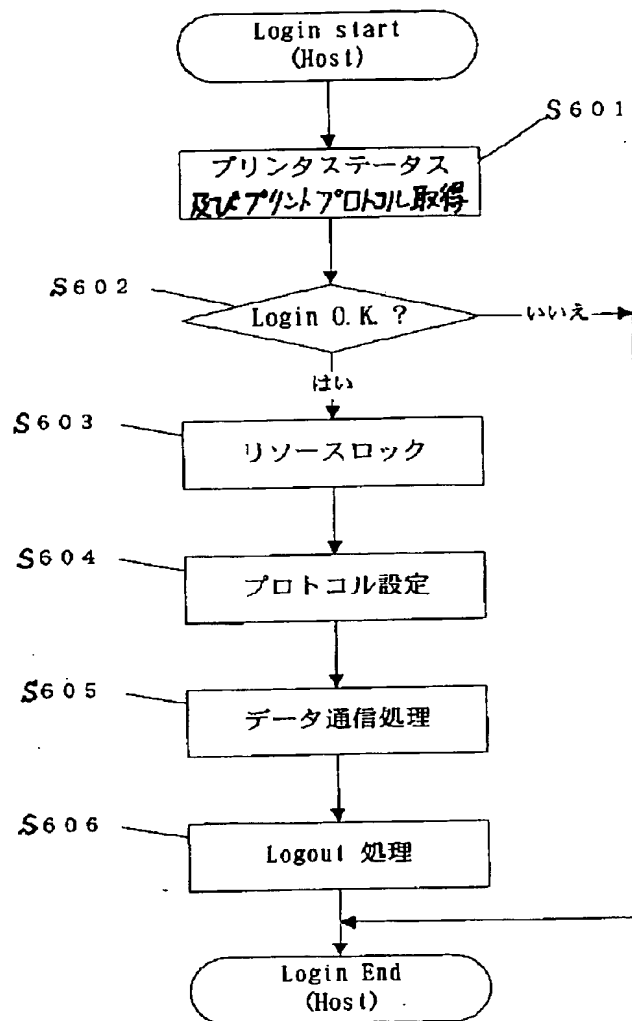 Login start
(Host)
S601
プリンタステータス
及びプリントプロトコル取得
S602
Login O.K. ?
いいえ
はい
S603
リソースロック
S604
プロトコル設定
S605
データ通信処理
S606
Logout 処理
Login End
(Host)